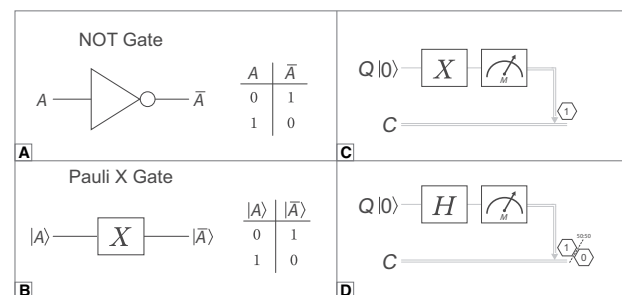 NOT Gate
A
A̅
A A̅
0 1
1 0
A
Pauli X Gate
|A⟩ X |A̅⟩
|A⟩ |A̅⟩
0 1
1 0
B
Q|0⟩ X M
1
C
C
Q|0⟩ H M
50:50
1 0
C
D